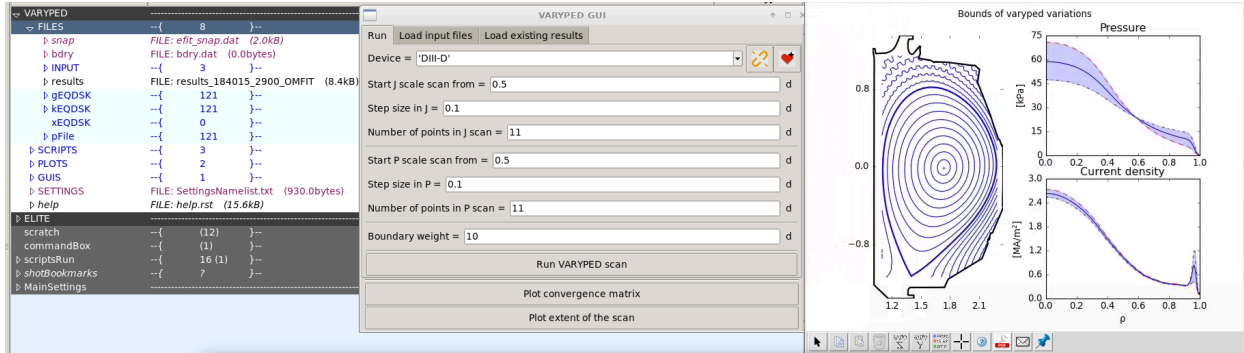 VARYPED
FILES --{ 8 }--
snap FILE: efit_snap.dat (2.0kB)
bdry FILE: bdry.dat (0.0bytes)
INPUT --{ 3 }--
results FILE: results_184015_2900_OMFIT (8.4kB)
gEQDSK --{ 121 }--
kEQDSK --{ 121 }--
xEQDSK --{ 0 }--
pFile --{ 121 }--
SCRIPTS --{ 3 }--
PLOTS --{ 2 }--
GUIS --{ 1 }--
SETTINGS FILE: SettingsNamelist.txt (930.0bytes)
help FILE: help.rst (15.6kB)
ELITE
scratch --{ (12) }--
commandBox --{ (1) }--
scriptsRun --{ 16 (1) }--
shotBookmarks --{ ? }--
MainSettings
VARYPED GUI
Run Load input files Load existing results
Device = 'DIII-D'
Start J scale scan from = 0.5 d
Step size in J = 0.1 d
Number of points in J scan = 11 d
Start P scale scan from = 0.5 d
Step size in P = 0.1 d
Number of points in P scan = 11 d
Boundary weight = 10 d
Run VARYPED scan
Plot convergence matrix
Plot extent of the scan
Bounds of varyped variations
0.8
0.0
−0.8
1.2 1.5 1.8 2.1
Pressure
[kPa]
75
60
45
30
15
0
0.0 0.2 0.4 0.6 0.8 1.0
Current density
[MA/m²]
3.0
2.4
1.8
1.2
0.6
0.0
0.0 0.2 0.4 0.6 0.8 1.0
ρ
X Y